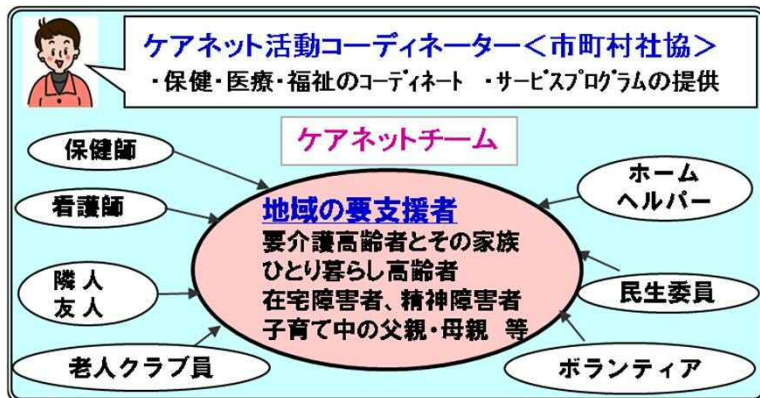 ケアネット活動コーディネーター＜市町村社協＞
・保健・医療・福祉のコーディネート ・サービスプログラムの提供
ケアネットチーム
保健師
看護師
隣人
友人
老人クラブ員
地域の要支援者
要介護高齢者とその家族
ひとり暮らし高齢者
在宅障害者、精神障害者
子育て中の父親・母親 等
ホーム
ヘルパー
民生委員
ボランティア